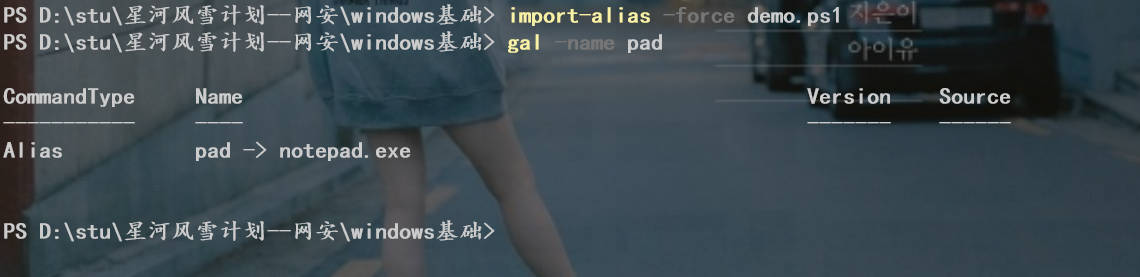 PS D:\stu\星河风雪计划--网安\windows基础> import-alias -force demo.ps1
지은이
PS D:\stu\星河风雪计划--网安\windows基础> gal -name pad
아이유
CommandType Name Version Source
----------- ---- ------- ------
Alias pad -> notepad.exe
PS D:\stu\星河风雪计划--网安\windows基础>